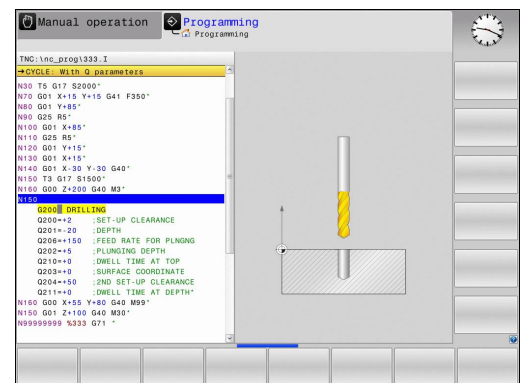 Manual operation
Programming
Programming
TNC:\nc_prog\333.I
→CYCLE: With Q parameters
N30 T5 G17 S2000*
N70 G01 X+15 Y+15 G41 F350*
N80 G01 Y+85*
N90 G25 R5*
N100 G01 X+85*
N110 G25 R5*
N120 G01 Y+15*
N130 G01 X+15*
N140 G01 X-30 Y-30 G40*
N150 T3 G17 S1500*
N160 G00 Z+200 G40 M3*
N150
G200 DRILLING
Q200=+2 ;SET-UP CLEARANCE
Q201=-20 ;DEPTH
Q206=+150 ;FEED RATE FOR PLNGNG
Q202=+5 ;PLUNGING DEPTH
Q210=+0 ;DWELL TIME AT TOP
Q203=+0 ;SURFACE COORDINATE
Q204=+50 ;2ND SET-UP CLEARANCE
Q211=+0 ;DWELL TIME AT DEPTH*
N160 G00 X+55 Y+80 G40 M99*
N150 G01 Z+100 G40 M30*
N99999999 %333 G71 *